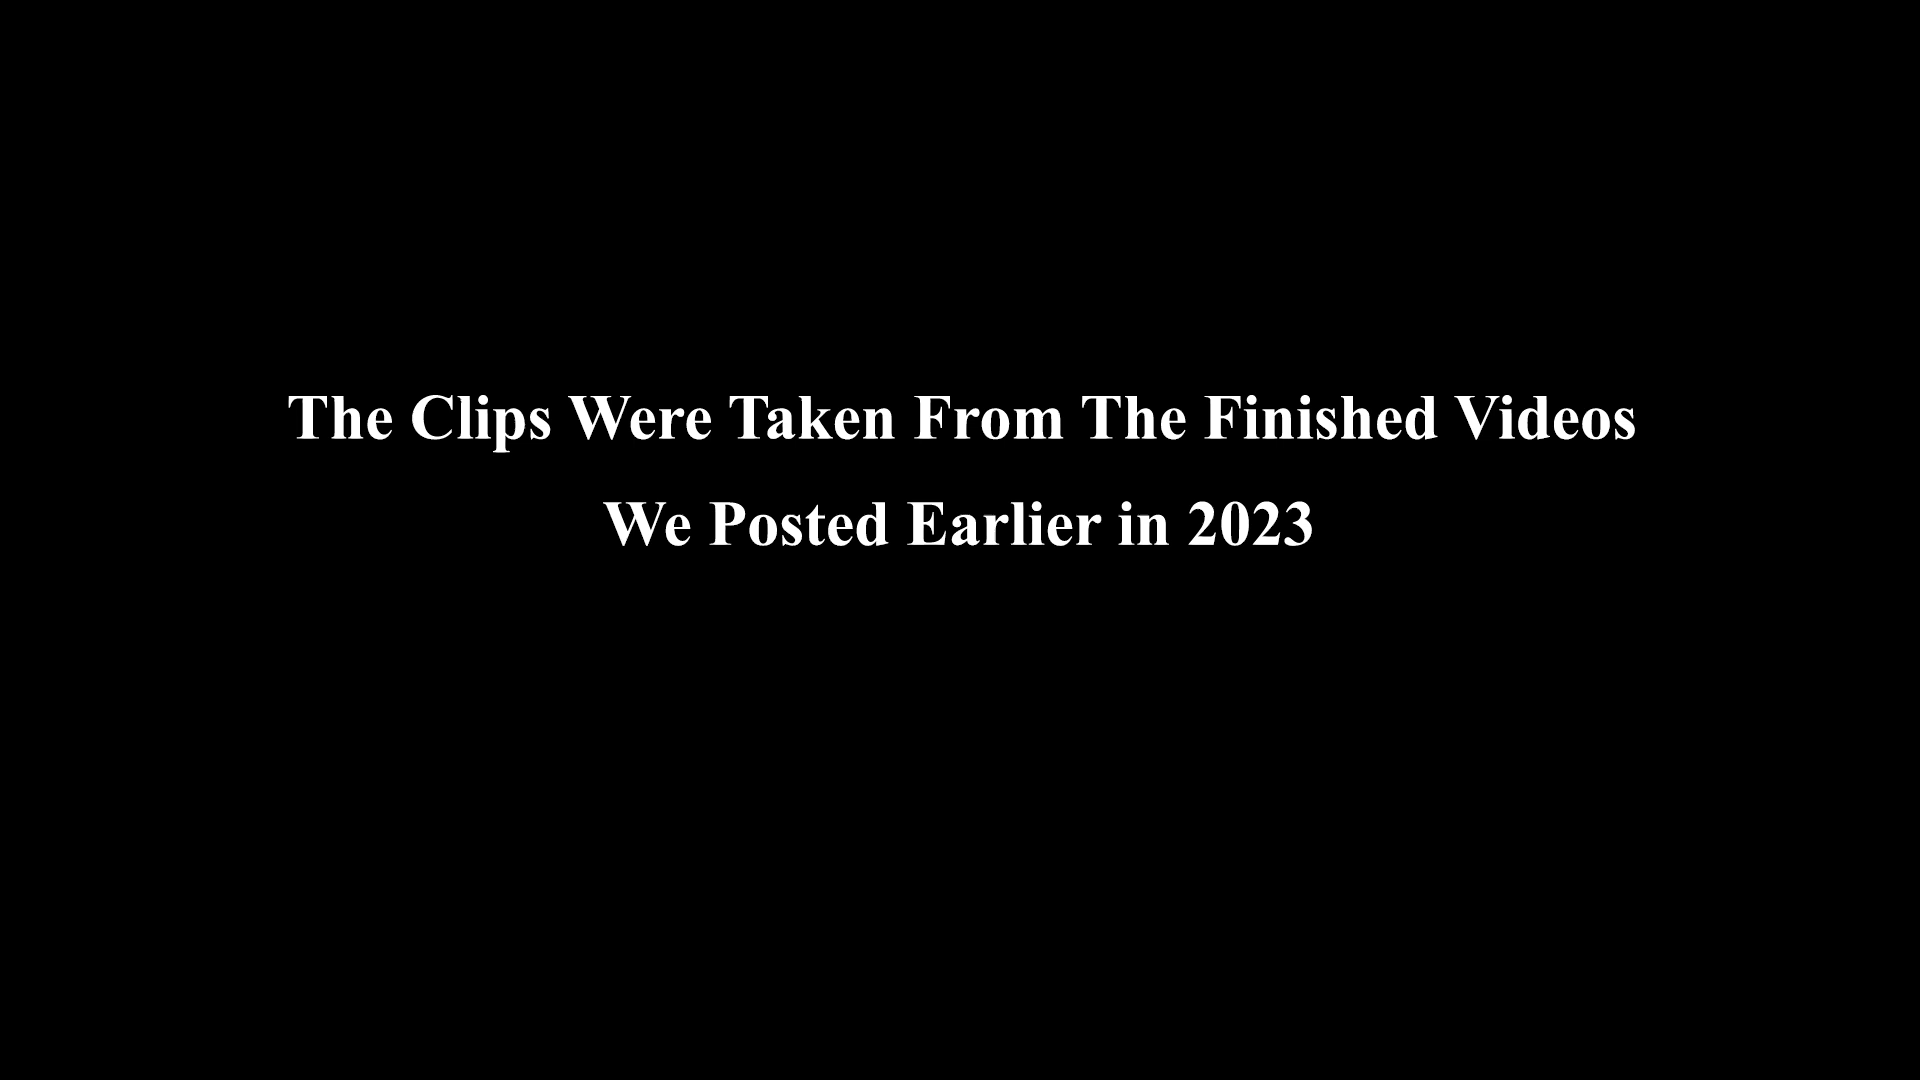 The Clips Were Taken From The Finished Videos
We Posted Earlier in 2023